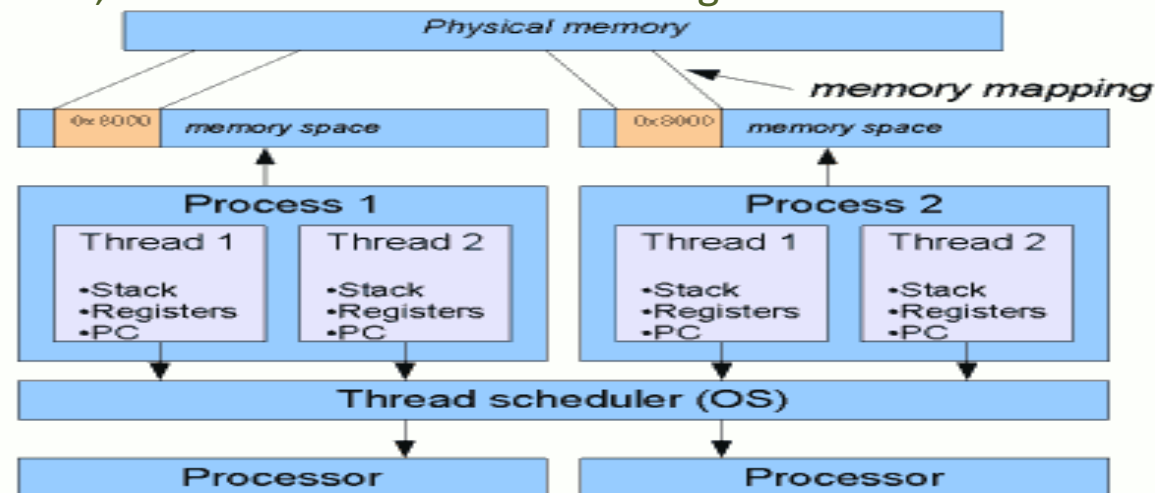 Physical memory
memory mapping
0x8000 memory space
0x8000 memory space
Process 1
Process 2
Thread 1
•Stack
•Registers
•PC
Thread 2
•Stack
•Registers
•PC
Thread 1
•Stack
•Registers
•PC
Thread 2
•Stack
•Registers
•PC
Thread scheduler (OS)
Processor
Processor